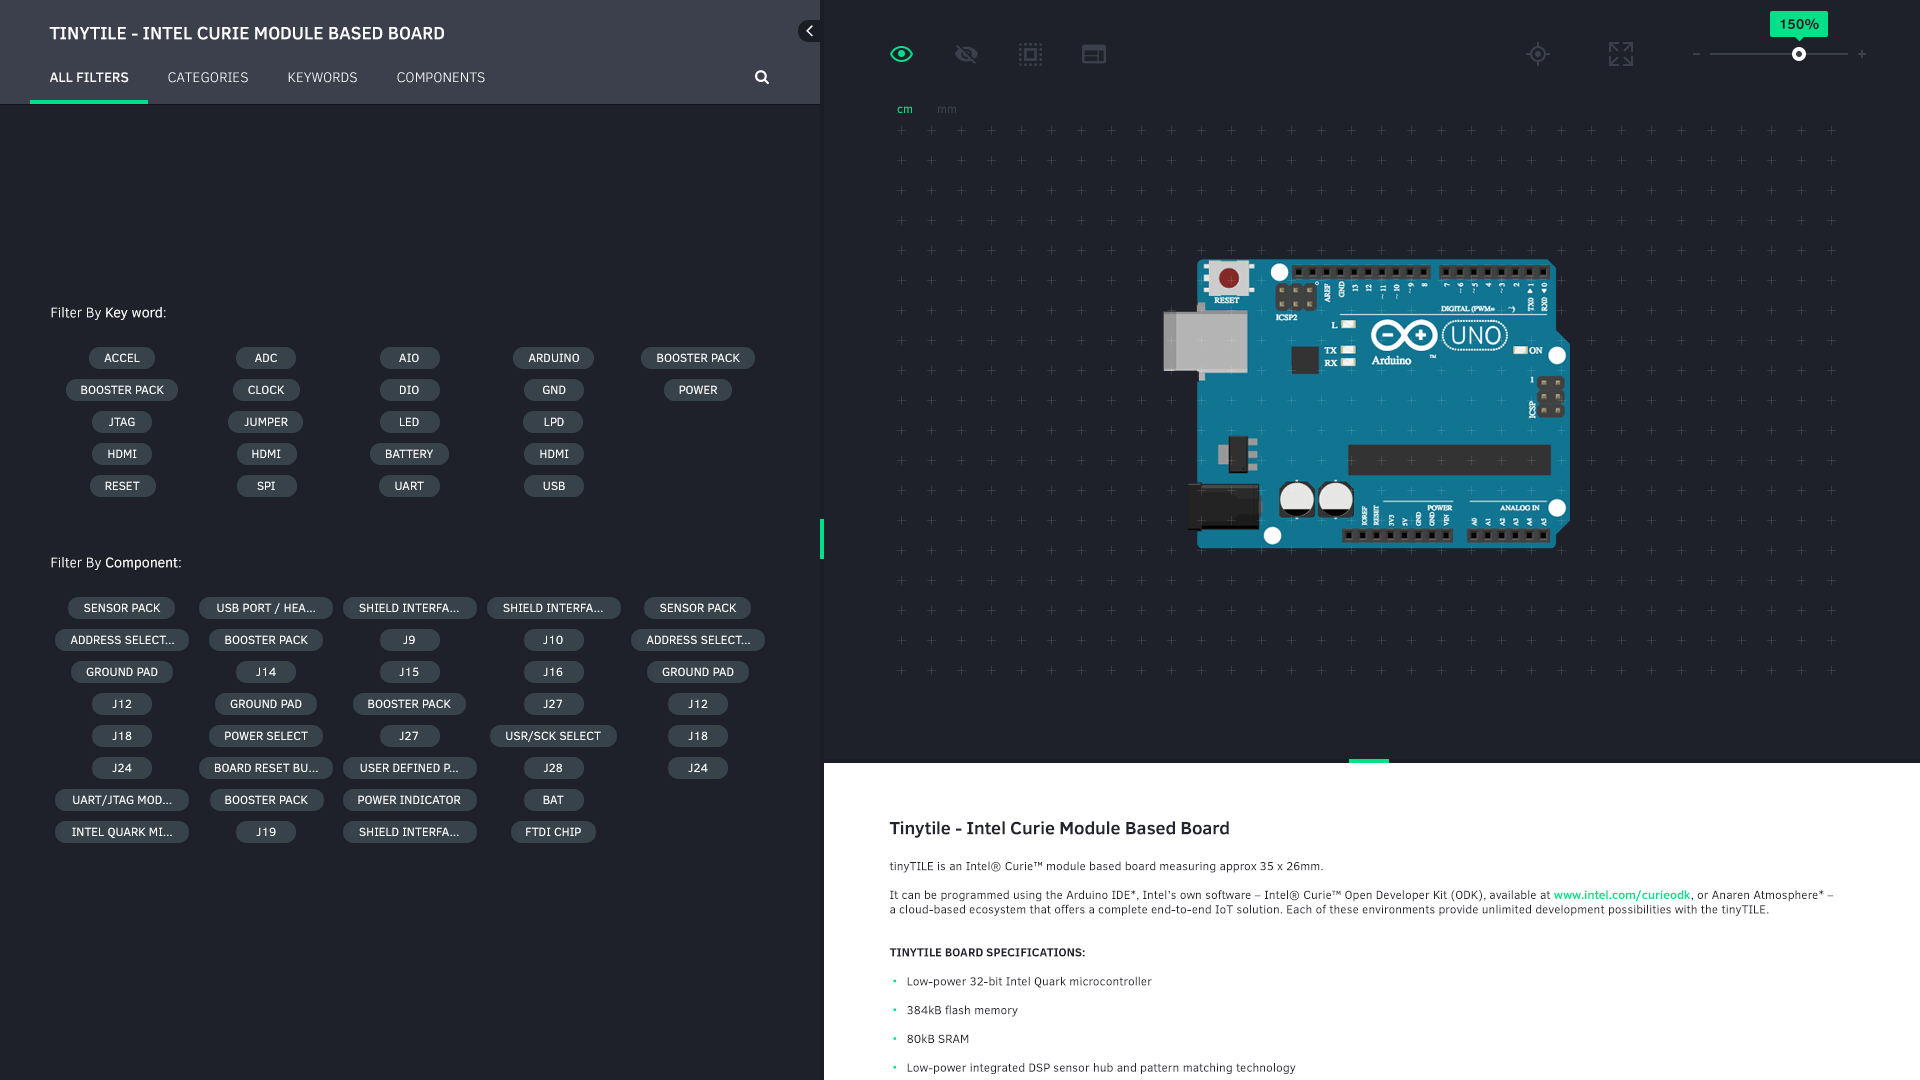 TINYTILE - INTEL CURIE MODULE BASED BOARD
ALL FILTERS CATEGORIES KEYWORDS COMPONENTS
Filter By Key word:
ACCEL ADC AIO ARDUINO BOOSTER PACK
BOOSTER PACK CLOCK DIO GND POWER
JTAG JUMPER LED LPD
HDMI HDMI BATTERY HDMI
RESET SPI UART USB
Filter By Component:
SENSOR PACK USB PORT / HEA... SHIELD INTERFA... SHIELD INTERFA... SENSOR PACK
ADDRESS SELECT... BOOSTER PACK J9 J10 ADDRESS SELECT...
GROUND PAD J14 J15 J16 GROUND PAD
J12 GROUND PAD BOOSTER PACK J27 J12
J18 POWER SELECT J27 USR/SCK SELECT J18
J24 BOARD RESET BU... USER DEFINED P... J28 J24
UART/JTAG MOD... BOOSTER PACK POWER INDICATOR BAT
INTEL QUARK MI... J19 SHIELD INTERFA... FTDI CHIP
150%
- +
cm mm
RESET
ICSP2
AREF GND 13 12 ~11 ~10 ~9 8 7 ~6 ~5 4 ~3 2 TX0 ▶ 1 RX0 ◀ 0
DIGITAL (PWM= ~)
L
TX
RX
UNO
Arduino ™
ON
1
ICSP
POWER ANALOG IN
IOREF RESET 3V3 5V GND GND VIN A0 A1 A2 A3 A4 A5
Tinytile - Intel Curie Module Based Board
tinyTILE is an Intel® Curie™ module based board measuring approx 35 x 26mm.
It can be programmed using the Arduino IDE*, Intel's own software – Intel® Curie™ Open Developer Kit (ODK), available at www.intel.com/curieodk, or Anaren Atmosphere* –
a cloud-based ecosystem that offers a complete end-to-end IoT solution. Each of these environments provide unlimited development possibilities with the tinyTILE.
TINYTILE BOARD SPECIFICATIONS:
• Low-power 32-bit Intel Quark microcontroller
• 384kB flash memory
• 80kB SRAM
• Low-power integrated DSP sensor hub and pattern matching technology